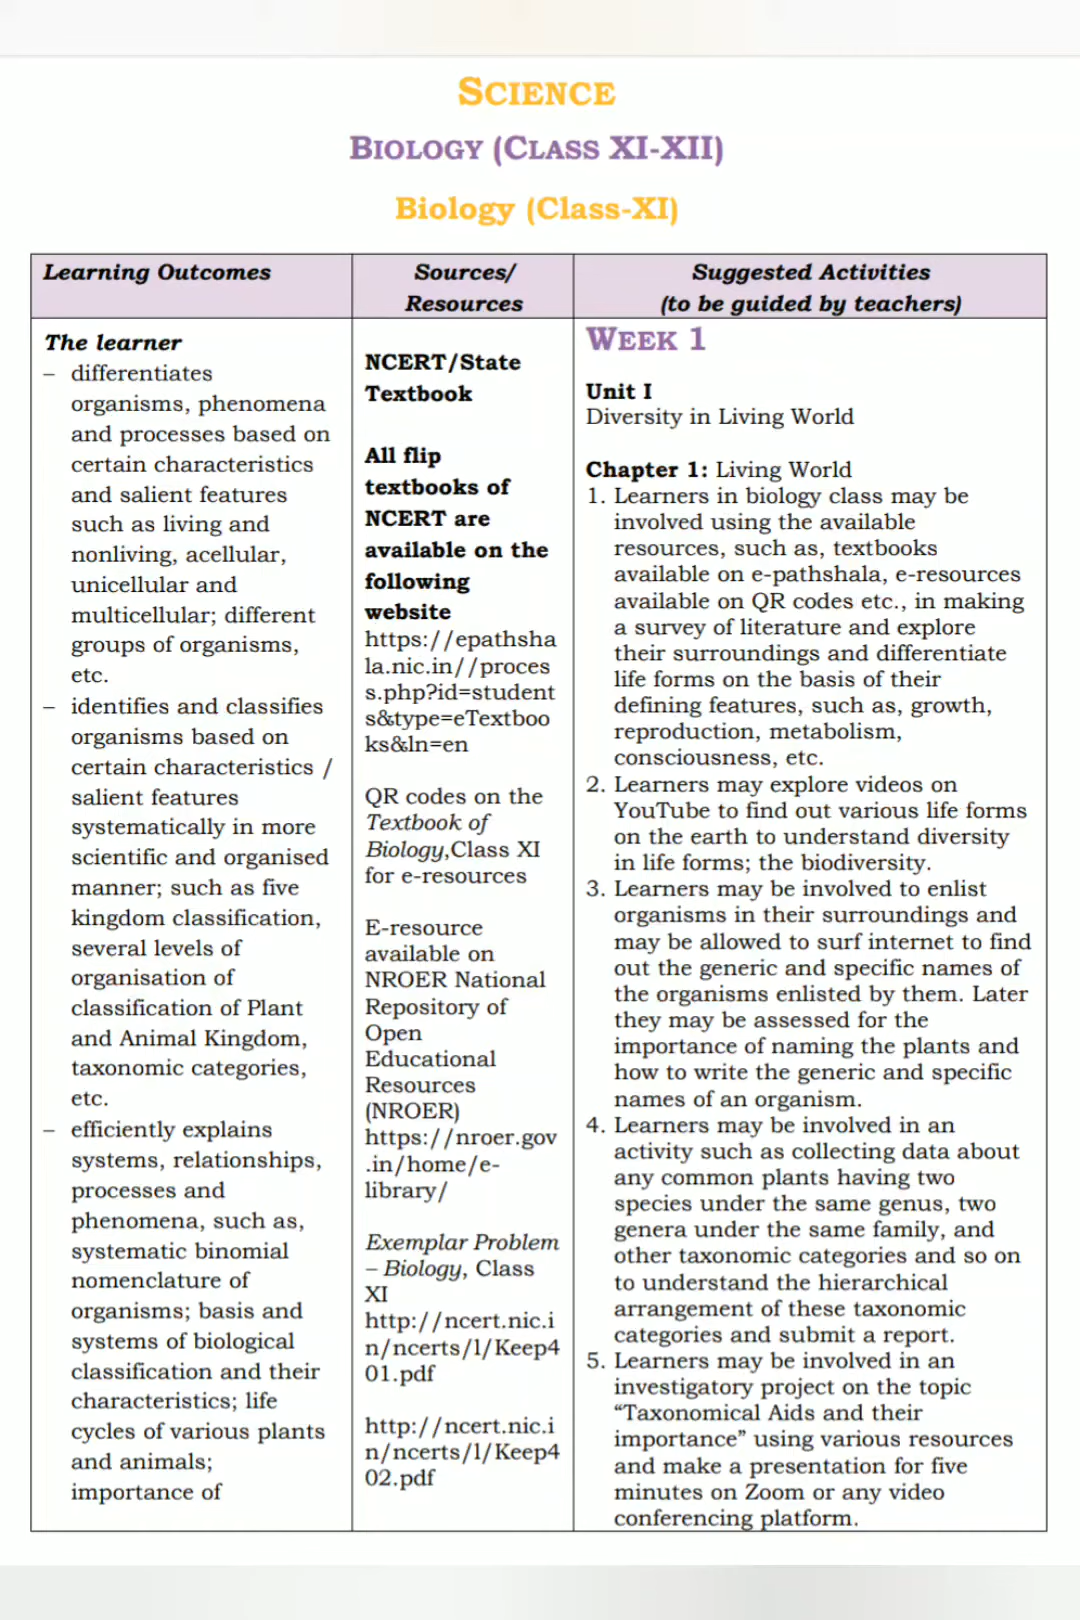 SCIENCE
BIOLOGY (CLASS XI-XII)
Biology (Class-XI)
Learning Outcomes
Sources/
Resources
Suggested Activities
(to be guided by teachers)
The learner
– differentiates
organisms, phenomena
and processes based on
certain characteristics
and salient features
such as living and
nonliving, acellular,
unicellular and
multicellular; different
groups of organisms,
etc.
– identifies and classifies
organisms based on
certain characteristics /
salient features
systematically in more
scientific and organised
manner; such as five
kingdom classification,
several levels of
organisation of
classification of Plant
and Animal Kingdom,
taxonomic categories,
etc.
– efficiently explains
systems, relationships,
processes and
phenomena, such as,
systematic binomial
nomenclature of
organisms; basis and
systems of biological
classification and their
characteristics; life
cycles of various plants
and animals;
importance of
NCERT/State
Textbook
All flip
textbooks of
NCERT are
available on the
following
website
https://epathsha
la.nic.in//proces
s.php?id=student
s&type=eTextboo
ks&ln=en
QR codes on the
Textbook of
Biology,Class XI
for e-resources
E-resource
available on
NROER National
Repository of
Open
Educational
Resources
(NROER)
https://nroer.gov
.in/home/e-
library/
Exemplar Problem
– Biology, Class
XI
http://ncert.nic.i
n/ncerts/l/Keep4
01.pdf
http://ncert.nic.i
n/ncerts/l/Keep4
02.pdf
WEEK 1
Unit I
Diversity in Living World
Chapter 1: Living World
1. Learners in biology class may be
involved using the available
resources, such as, textbooks
available on e-pathshala, e-resources
available on QR codes etc., in making
a survey of literature and explore
their surroundings and differentiate
life forms on the basis of their
defining features, such as, growth,
reproduction, metabolism,
consciousness, etc.
2. Learners may explore videos on
YouTube to find out various life forms
on the earth to understand diversity
in life forms; the biodiversity.
3. Learners may be involved to enlist
organisms in their surroundings and
may be allowed to surf internet to find
out the generic and specific names of
the organisms enlisted by them. Later
they may be assessed for the
importance of naming the plants and
how to write the generic and specific
names of an organism.
4. Learners may be involved in an
activity such as collecting data about
any common plants having two
species under the same genus, two
genera under the same family, and
other taxonomic categories and so on
to understand the hierarchical
arrangement of these taxonomic
categories and submit a report.
5. Learners may be involved in an
investigatory project on the topic
“Taxonomical Aids and their
importance” using various resources
and make a presentation for five
minutes on Zoom or any video
conferencing platform.